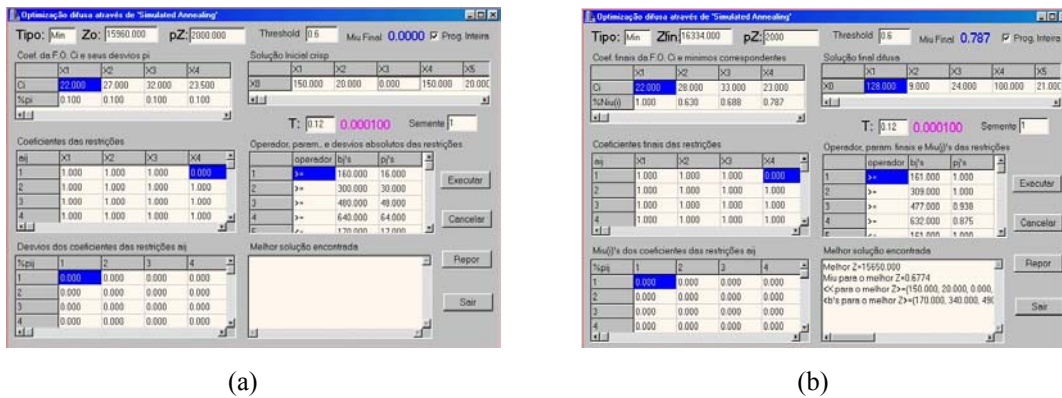 Optimização difusa através de 'Simulated Annealing'
Tipo: Min Zo: 15960.000 pZ: 2000.000 Threshold 0.6 Miu Final 0.0000 Prog. Inteira
Coef. da F.O. Ci e seus desvios pi
X1 X2 X3 X4
Ci 22.000 27.000 32.000 23.500
%pi 0.100 0.100 0.100 0.100
Solução Inicial crisp
X1 X2 X3 X4 X5
X0 150.000 20.000 0.000 150.000 20.000
T: 0.12 0.000100 Semente 1
Coeficientes das restrições
aij X1 X2 X3 X4
1 1.000 1.000 1.000 0.000
2 1.000 1.000 1.000 1.000
3 1.000 1.000 1.000 1.000
4 1.000 1.000 1.000 1.000
Operador, param., e desvios absolutos das restrições
operador bj's pj's
1 >= 160.000 16.000
2 >= 300.000 30.000
3 >= 480.000 48.000
4 >= 640.000 64.000
170.000 17.000
Executar
Cancelar
Repor
Sair
Desvios dos coeficientes das restrições aij
%pij 1 2 3 4
1 0.000 0.000 0.000 0.000
2 0.000 0.000 0.000 0.000
3 0.000 0.000 0.000 0.000
4 0.000 0.000 0.000 0.000
Melhor solução encontrada
(a)
Optimização difusa através de 'Simulated Annealing'
Tipo: Min Zfin: 16334.000 pZ: 2000 Threshold 0.6 Miu Final 0.787 Prog. Inteira
Coef. finais da F.O. Ci e minimos correspondentes
X1 X2 X3 X4
Ci 22.000 28.000 33.000 23.000
%Niu(i) 1.000 0.630 0.688 0.787
Solução final difusa
X1 X2 X3 X4 X5
X0 128.000 9.000 24.000 100.000 21.000
T: 0.12 0.000100 Semente 1
Coeficientes finais das restrições
aij X1 X2 X3 X4
1 1.000 1.000 1.000 0.000
2 1.000 1.000 1.000 1.000
3 1.000 1.000 1.000 1.000
4 1.000 1.000 1.000 1.000
Operador, param. finais e Miu(j)'s das restrições
operador bj's pj's
1 >= 161.000 1.000
2 >= 309.000 1.000
3 >= 477.000 0.938
4 >= 632.000 0.875
161.000 1.000
Executar
Cancelar
Repor
Sair
Miu(i)'s dos coeficientes das restrições aij
%pij 1 2 3 4
1 0.000 0.000 0.000 0.000
2 0.000 0.000 0.000 0.000
3 0.000 0.000 0.000 0.000
4 0.000 0.000 0.000 0.000
Melhor solução encontrada
Melhor Z=15650.000
Miu para o melhor Z=0.6774
<X para o melhor Z>=(150.000, 20.000, 0.000,
<b's para o melhor Z>=(170.000, 340.000, 490
(b)